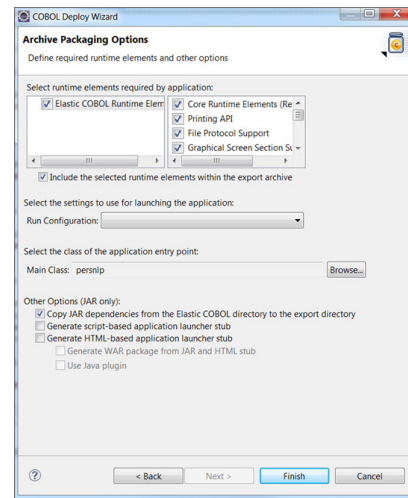 COBOL Deploy Wizard
Archive Packaging Options
Define required runtime elements and other options
Select runtime elements required by application:
Elastic COBOL Runtime Elem
Core Runtime Elements (Re
Printing API
File Protocol Support
Graphical Screen Section Su
Include the selected runtime elements within the export archive
Select the settings to use for launching the application:
Run Configuration:
Select the class of the application entry point:
Main Class: persnlp Browse...
Other Options (JAR only):
Copy JAR dependencies from the Elastic COBOL directory to the export directory
Generate script-based application launcher stub
Generate HTML-based application launcher stub
Generate WAR package from JAR and HTML stub
Use Java plugin
? < Back Next > Finish Cancel